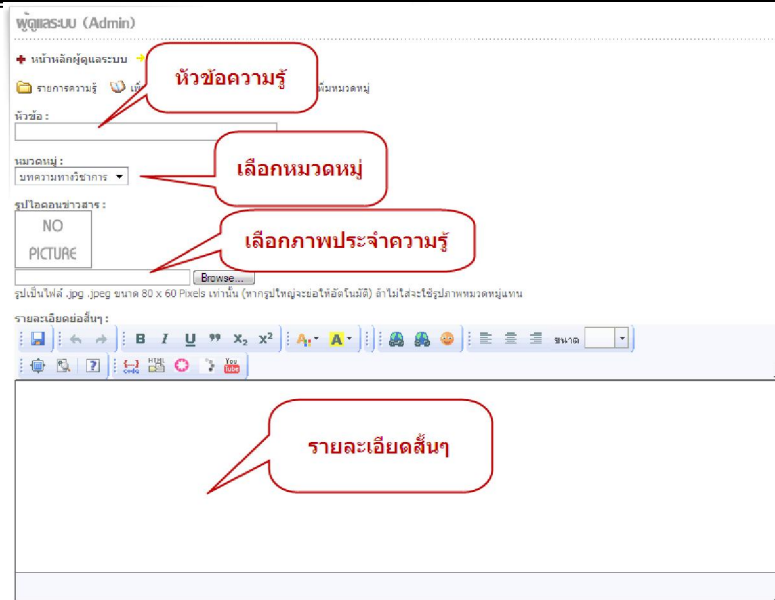 ผู้ดูแลระบบ (Admin)
หน้าหลักผู้ดูแลระบบ
หัวข้อความรู้
รายการความรู้
หัวข้อ :
หมวดหมู่ :
เลือกหมวดหมู่
บทความทางวิชาการ
รูปไอคอนข่าวสาร :
NO
PICTURE
เลือกภาพประจำความรู้
Browse...
รูปเป็นไฟล์ .jpg .jpeg ขนาด 80 x 60 Pixels เท่านั้น (หากรูปใหญ่จะย่อให้อัตโนมัติ) ถ้าไม่ใส่จะใช้รูปภาพหมวดหมู่แทน
รายละเอียดย่อสั้นๆ :
B I U X₂ X² A A ขนาด
Code HTML You Tube
รายละเอียดสั้นๆ